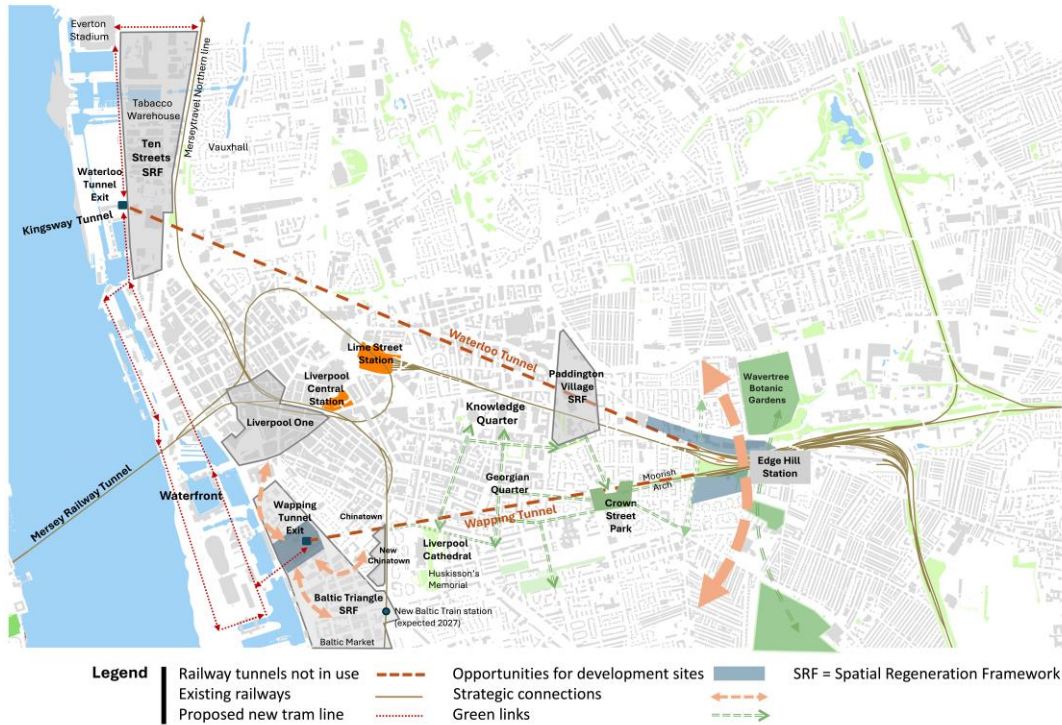 Everton
Stadium
Merseytravel Northern line
Tabacco
Warehouse
Ten
Streets
SRF
Vauxhall
Waterloo
Tunnel
Exit
Kingsway Tunnel
Waterloo Tunnel
Lime Street
Station
Liverpool
Central
Station
Paddington
Village
SRF
Wavertree
Botanic
Gardens
Knowledge
Quarter
Liverpool One
Edge Hill
Station
Moorish
Arch
Georgian
Quarter
Crown
Street
Park
Mersey Railway Tunnel
Waterfront
Wapping
Tunnel
Exit
Chinatown
Wapping Tunnel
New
Chinatown
Liverpool
Cathedral
Huskisson's
Memorial
Baltic Triangle
SRF
New Baltic Train station
(expected 2027)
Baltic Market
Legend
Railway tunnels not in use
Opportunities for development sites
SRF = Spatial Regeneration Framework
Existing railways
Strategic connections
Proposed new tram line
Green links